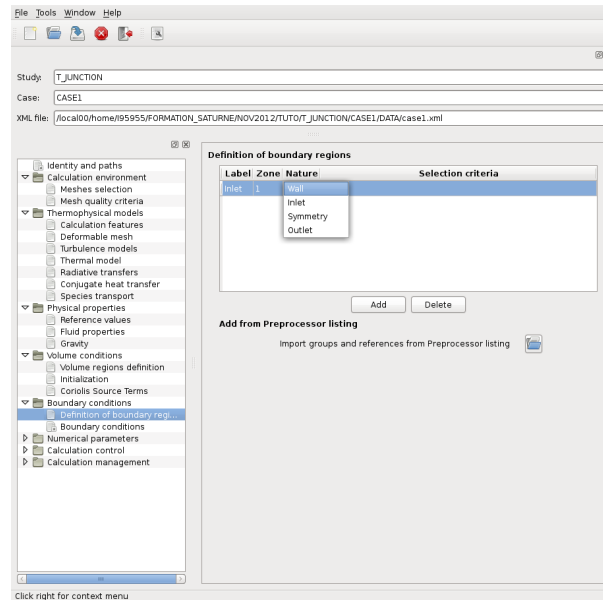 File Tools Window Help
Study: T_JUNCTION
Case: CASE1
XML file: /local00/home/I95955/FORMATION_SATURNE/NOV2012/TUTO/T_JUNCTION/CASE1/DATA/case1.xml
Identity and paths
Calculation environment
Meshes selection
Mesh quality criteria
Thermophysical models
Calculation features
Deformable mesh
Turbulence models
Thermal model
Radiative transfers
Conjugate heat transfer
Species transport
Physical properties
Reference values
Fluid properties
Gravity
Volume conditions
Volume regions definition
Initialization
Coriolis Source Terms
Boundary conditions
Definition of boundary regi...
Boundary conditions
Numerical parameters
Calculation control
Calculation management
Definition of boundary regions
Label Zone Nature Selection criteria
Inlet 1 Wall
Inlet
Symmetry
Outlet
Add Delete
Add from Preprocessor listing
Import groups and references from Preprocessor listing
Click right for context menu